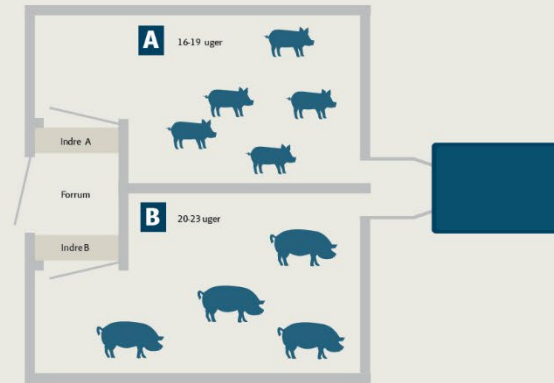 A
16-19 uger
Indre A
Forrum
B
20-23 uger
Indre B